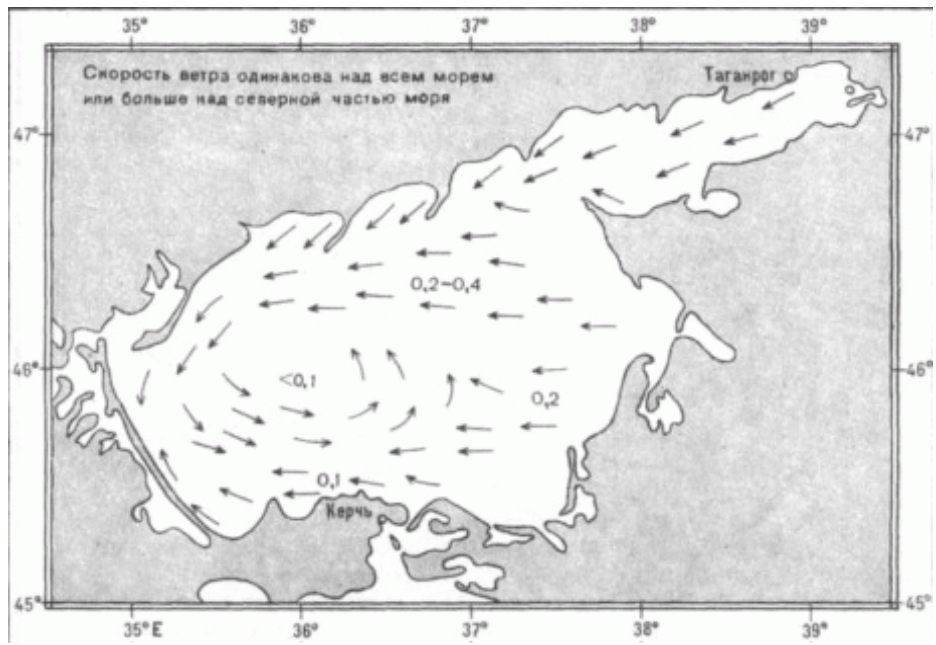 35° 36° 37° 38° 39°
Скорость ветра одинакова над всем морем
или больше над северной частью моря
Таганрог
47° 47°
0,2-0,4
46° 46°
<0,1
0,2
0,1
Керчь
45° 45°
35°E 36° 37° 38° 39°